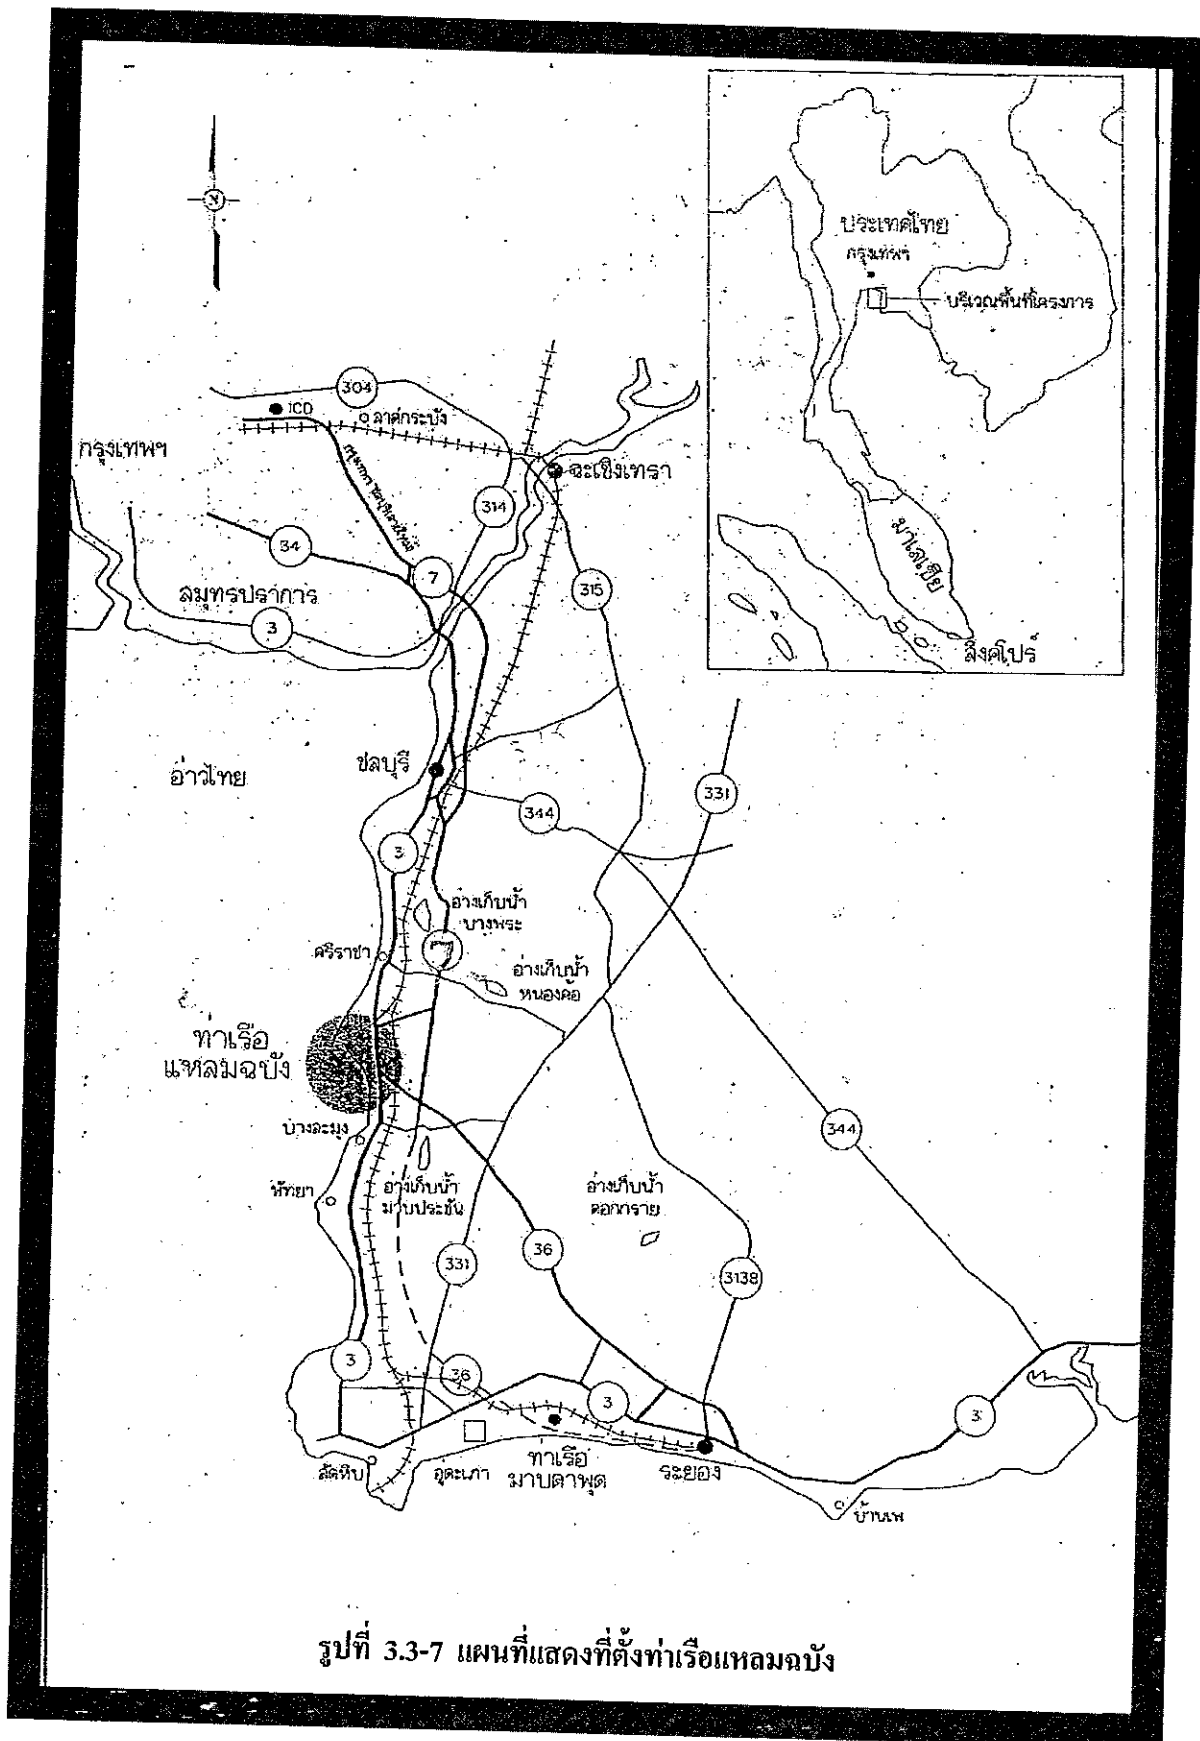 ประเทศไทย
กรุงเทพฯ
บริเวณพื้นที่โครงการ
มาเลเซีย
สิงคโปร์
304
ICD
ลาดกระบัง
กรุงเทพฯ
ฉะเชิงเทรา
314
34
7
315
สมุทรปราการ
3
ชลบุรี
อ่าวไทย
331
344
3
อ่างเก็บน้ำ
บางพระ
7
ศรีราชา
อ่างเก็บน้ำ
หนองค้อ
ท่าเรือ
แหลมฉบัง
บางละมุง
344
พัทยา
อ่างเก็บน้ำ
มาบประชัน
อ่างเก็บน้ำ
ดอกกราย
331
36
3138
3
36
3
3
สัตหีบ
อู่ตะเภา
ท่าเรือ
มาบตาพุด
ระยอง
บ้านเพ
รูปที่ 3.3-7 แผนที่แสดงที่ตั้งท่าเรือแหลมฉบัง